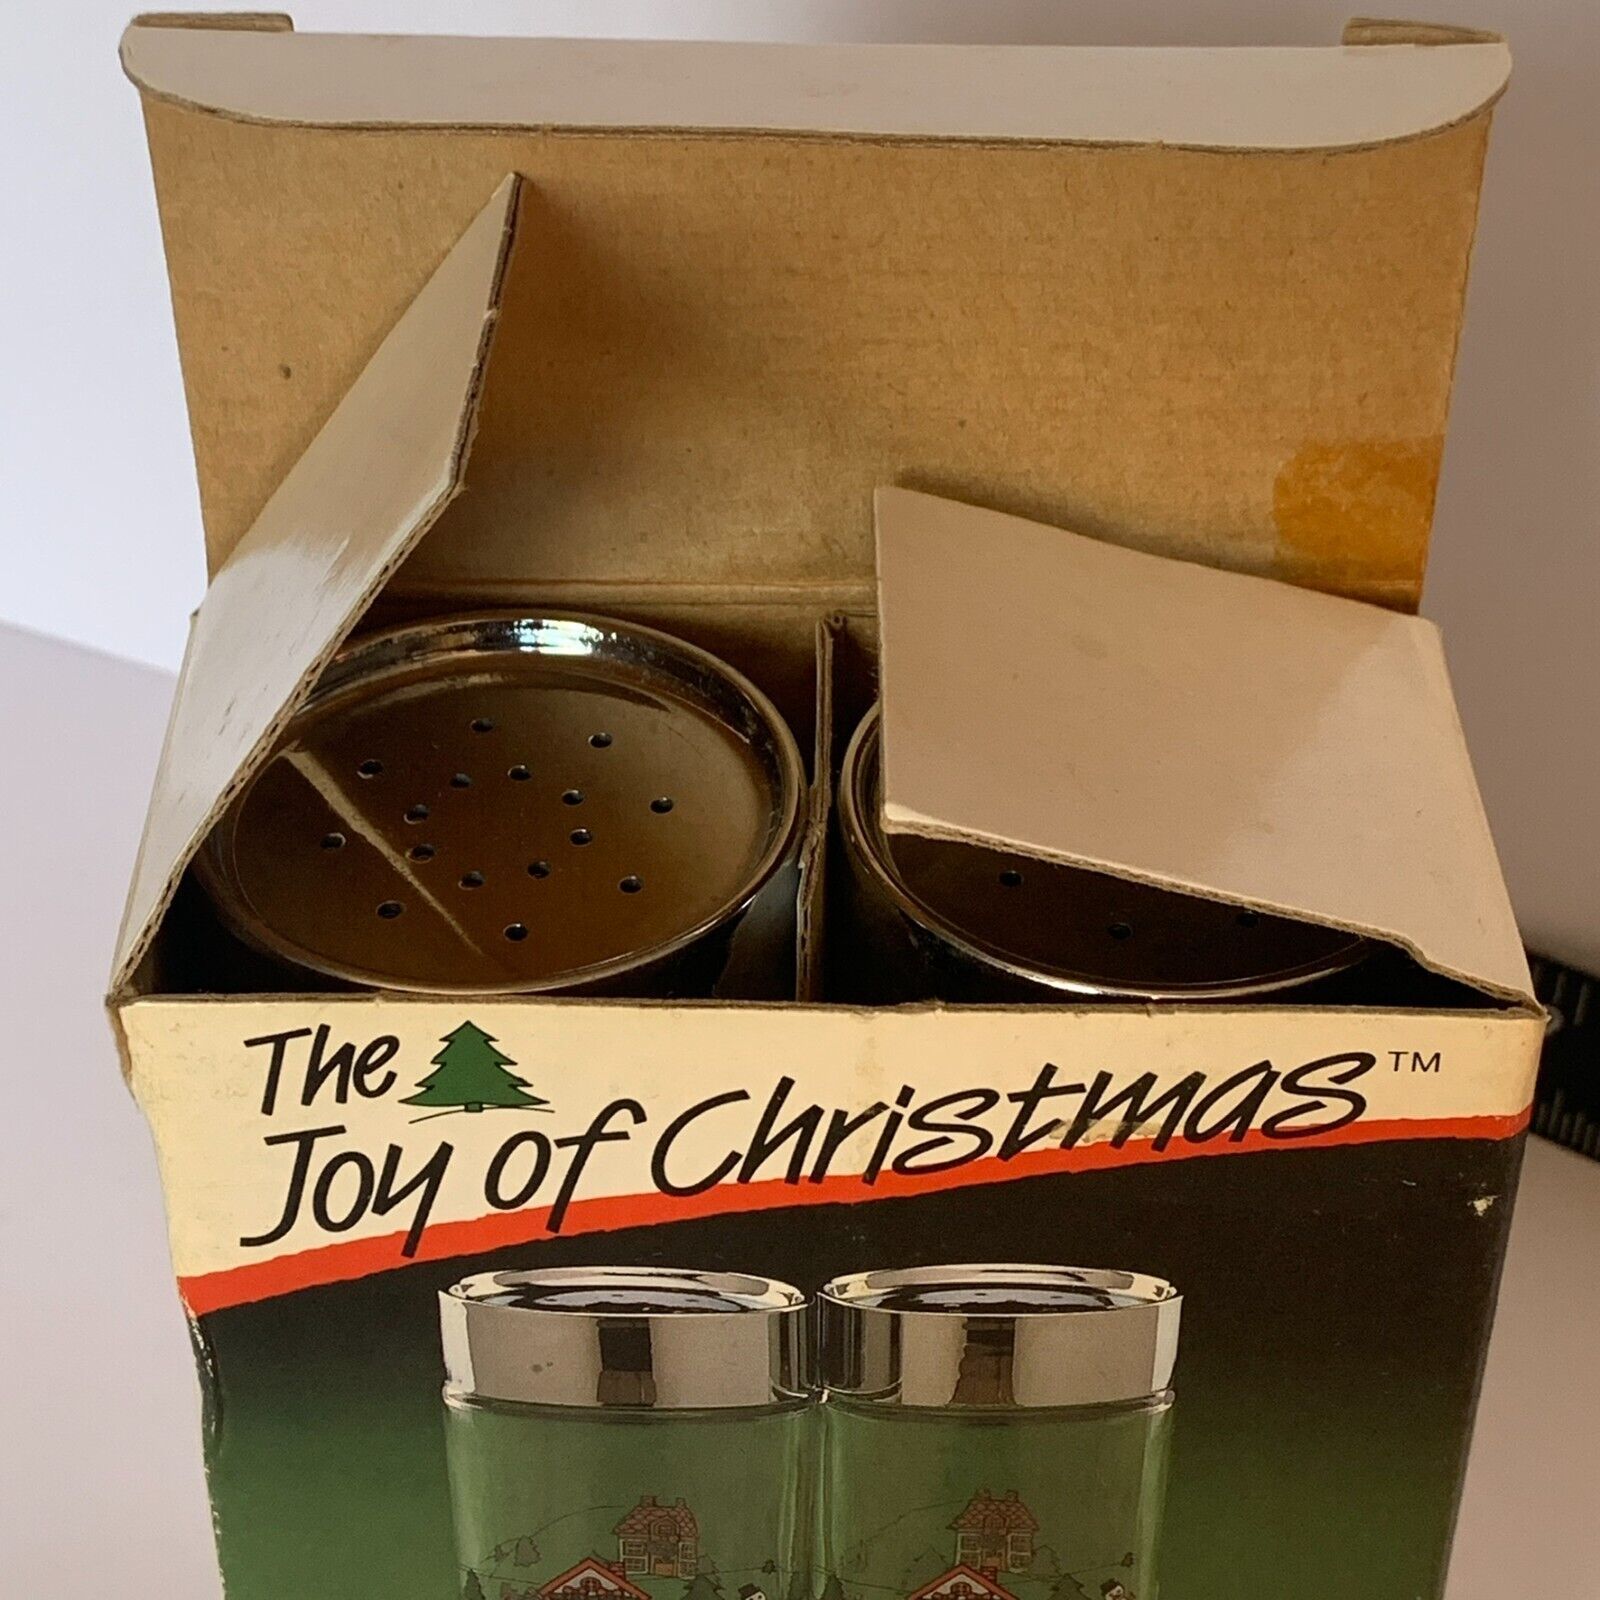 The
Joy of Christmas™